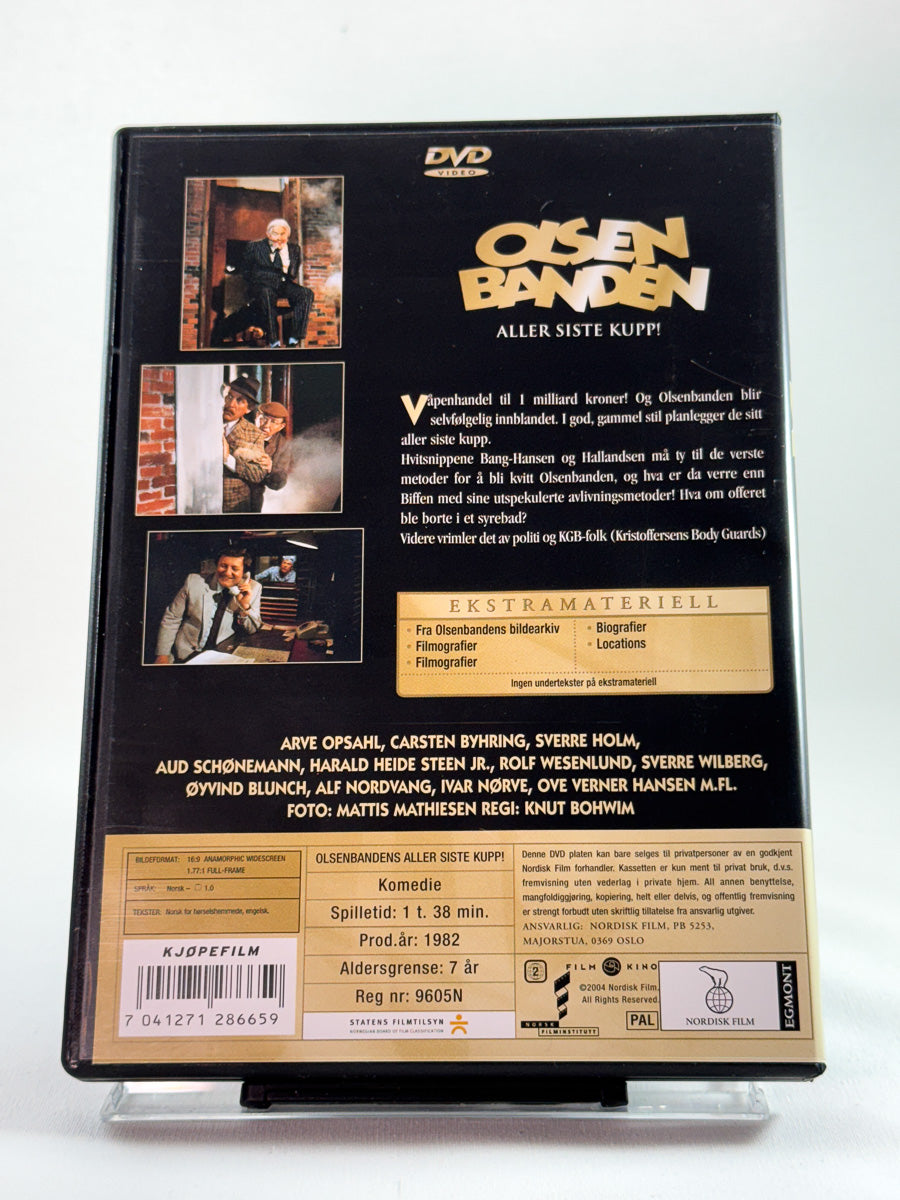 DVD
VIDEO
OLSEN
BANDEN
ALLER SISTE KUPP!
Våpenhandel til 1 milliard kroner! Og Olsenbanden blir
selvfølgelig innblandet. I god, gammel stil planlegger de sitt
aller siste kupp.
Hvitsnippene Bang-Hansen og Hallandsen må ty til de verste
metoder for å bli kvitt Olsenbanden, og hva er da verre enn
Biffen med sine utspekulerte avlivningsmetoder! Hva om offeret
ble borte i et syrebad?
Videre vrimler det av politi og KGB-folk (Kristoffersens Body Guards)
EKSTRAMATERIELL
• Fra Olsenbandens bildearkiv
• Filmografier
• Filmografier
• Biografier
• Locations
Ingen undertekster på ekstramateriell
ARVE OPSAHL, CARSTEN BYHRING, SVERRE HOLM,
AUD SCHØNEMANN, HARALD HEIDE STEEN JR., ROLF WESENLUND, SVERRE WILBERG,
ØYVIND BLUNCH, ALF NORDVANG, IVAR NØRVE, OVE VERNER HANSEN M.FL.
FOTO: MATTIS MATHIESEN REGI: KNUT BOHWIM
BILDEFORMAT: 16:9 ANAMORPHIC WIDESCREEN
1.77:1 FULL-FRAME
SPRÅK: Norsk – 1.0
TEKSTER: Norsk for hørselshemmede, engelsk.
KJØPEFILM
7 041271 286659
OLSENBANDENS ALLER SISTE KUPP!
Komedie
Spilletid: 1 t. 38 min.
Prod.år: 1982
Aldersgrense: 7 år
Reg nr: 9605N
STATENS FILMTILSYN
NORWEGIAN BOARD OF FILM CLASSIFICATION
Denne DVD platen kan bare selges til privatpersoner av en godkjent
Nordisk Film forhandler. Kassetten er kun ment til privat bruk, d.v.s.
fremvisning uten vederlag i private hjem. All annen benyttelse,
mangfoldiggjøring, kopiering, helt eller delvis, og offentlig fremvisning
er strengt forbudt uten skriftlig tillatelse fra ansvarlig utgiver.
ANSVARLIG: NORDISK FILM, PB 5253,
MAJORSTUA, 0369 OSLO
2
FILM KINO
©2004 Nordisk Film.
All Rights Reserved.
NORSK
FILMINSTITUTT
PAL
NORDISK FILM
EGMONT